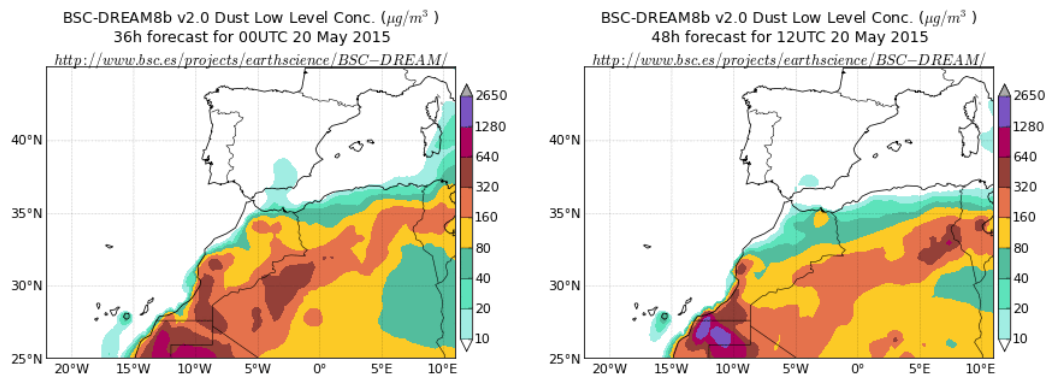 BSC-DREAM8b v2.0 Dust Low Level Conc. (μg/m³ )
36h forecast for 00UTC 20 May 2015
http://www.bsc.es/projects/earthscience/BSC−DREAM/
40°N
35°N
30°N
25°N
20°W 15°W 10°W 5°W 0° 5°E 10°E
2650
1280
640
320
160
80
40
20
10
BSC-DREAM8b v2.0 Dust Low Level Conc. (μg/m³ )
48h forecast for 12UTC 20 May 2015
http://www.bsc.es/projects/earthscience/BSC−DREAM/
40°N
35°N
30°N
25°N
20°W 15°W 10°W 5°W 0° 5°E 10°E
2650
1280
640
320
160
80
40
20
10